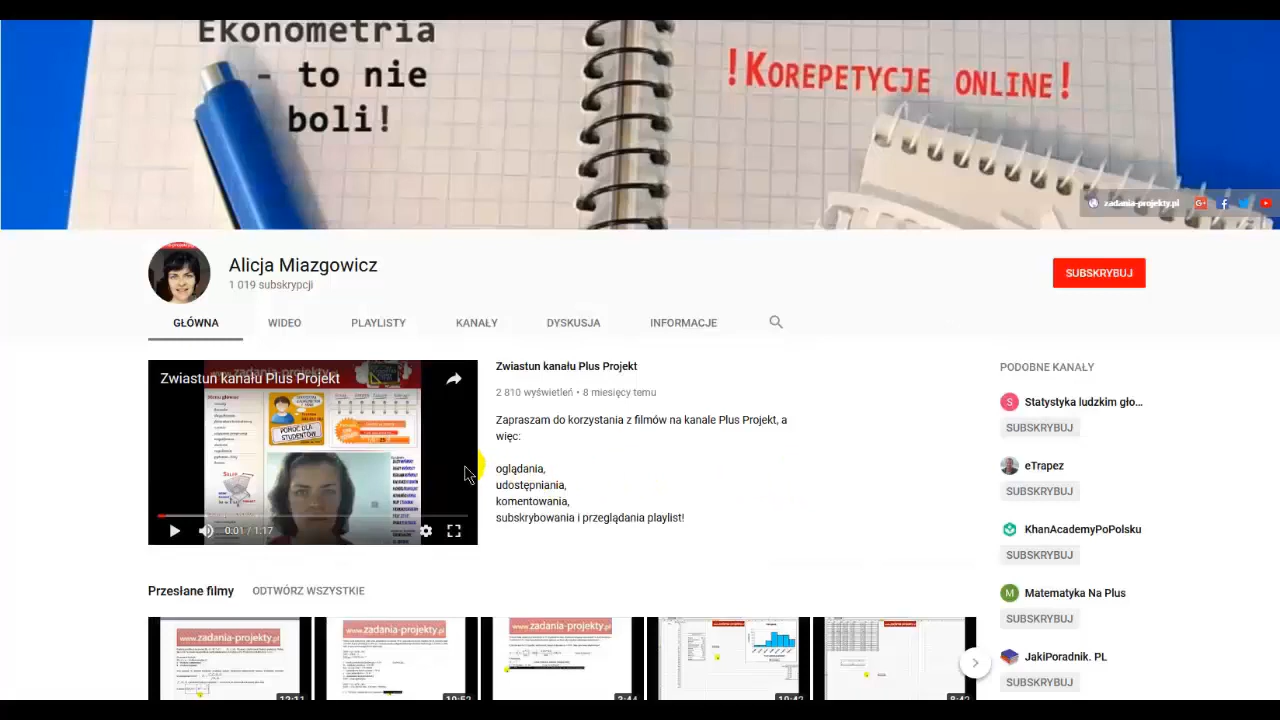 Ekonometria
- to nie
boli!
!KOREPETYCJE ONLINE!
zadania-projekty.pl
Alicja Miazgowicz
1 019 subskrypcji
SUBSKRYBUJ
GŁÓWNA
WIDEO
PLAYLISTY
KANAŁY
DYSKUSJA
INFORMACJE
Zwiastun kanału Plus Projekt
POMOC DLA
STUDENTÓW
0:01 / 1:17
Zwiastun kanału Plus Projekt
2 810 wyświetleń • 8 miesięcy temu
Zapraszam do korzystania z filmów na kanale Plus Projekt, a
więc:
oglądania,
udostępniania,
komentowania,
subskrybowania i przeglądania playlist!
PODOBNE KANAŁY
S
Statystyka ludzkim gło...
SUBSKRYBUJ
eTrapez
SUBSKRYBUJ
KhanAcademyPoPolsku
SUBSKRYBUJ
M
Matematyka Na Plus
SUBSKRYBUJ
JakiPoradnik. PL
SUBSKRYBUJ
Przesłane filmy
ODTWÓRZ WSZYSTKIE
www.zadania-projekty.pl
www.zadania-projekty.pl
www.zadania-projekty.pl